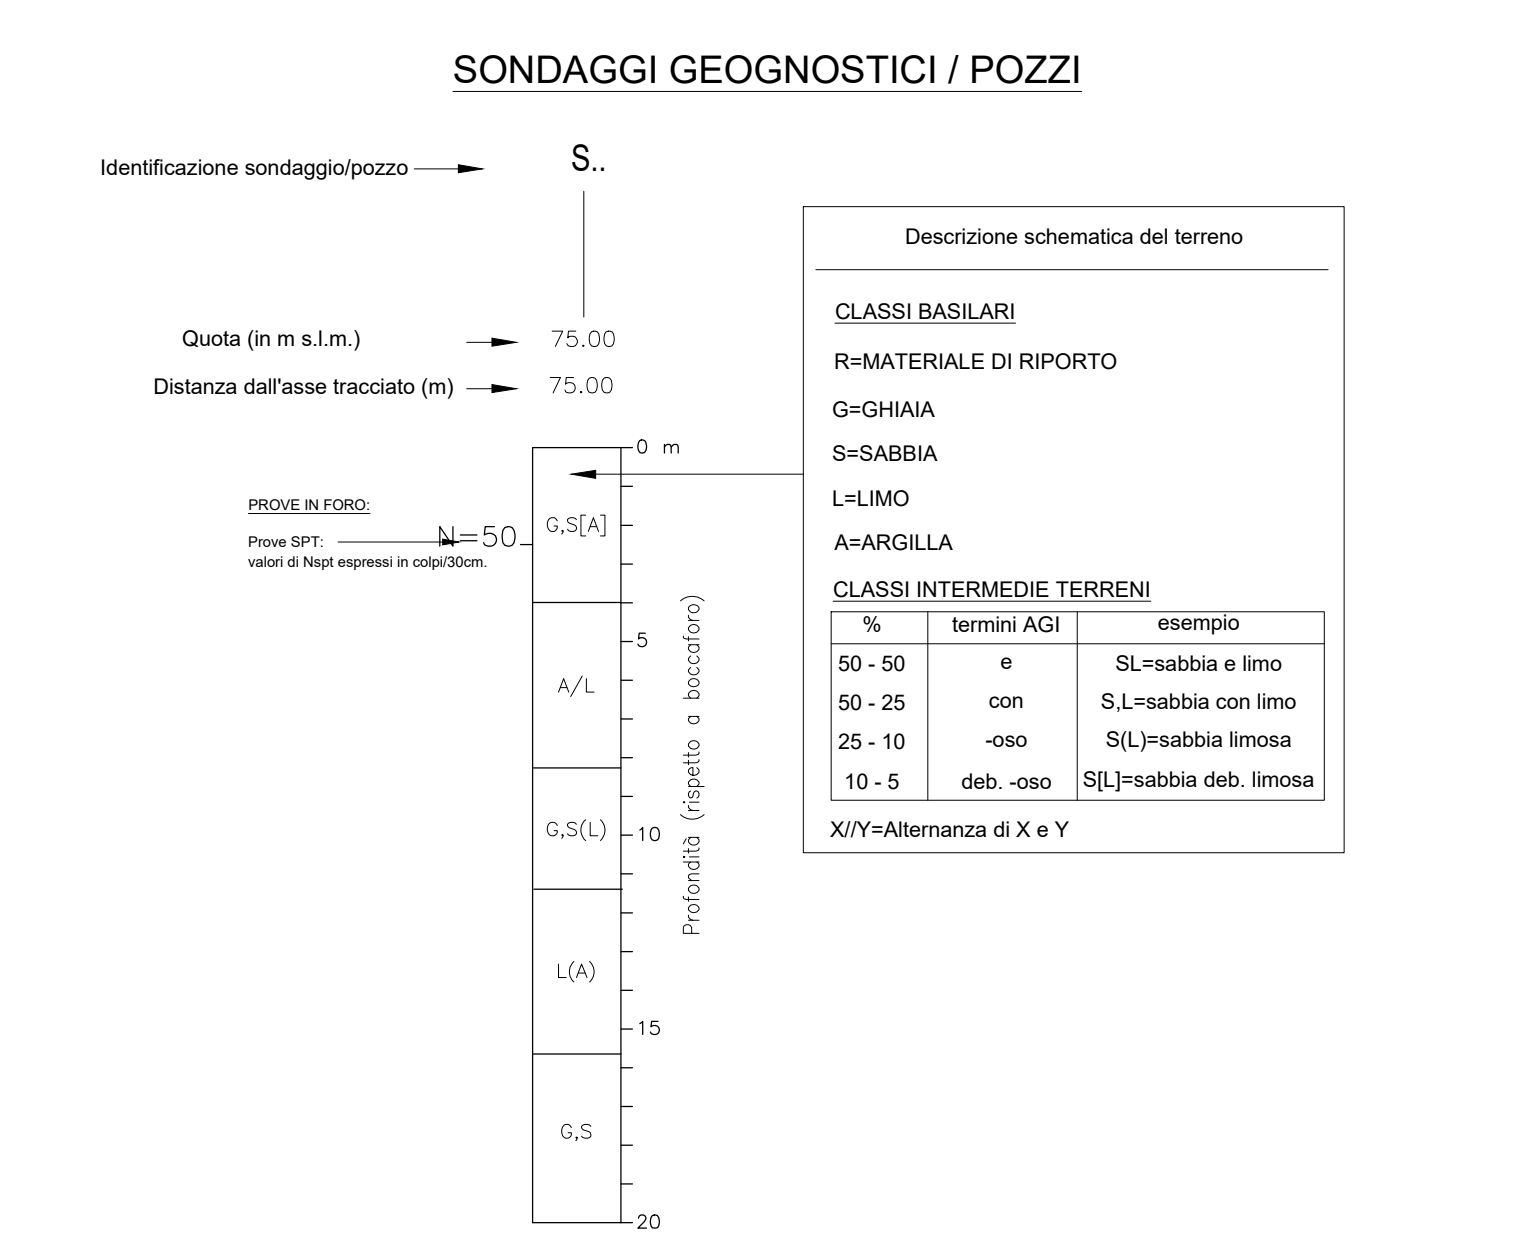 SONDAGGI GEOGNOSTICI / POZZI
Identificazione sondaggio/pozzo
S..
Quota (in m s.l.m.)
75.00
Distanza dall'asse tracciato (m)
75.00
PROVE IN FORO:
Prove SPT:
valori di Nspt espressi in colpi/30cm.
N=50
0 m
5
10
15
20
G,S[A]
A/L
G,S(L)
L(A)
G,S
Profondità (rispetto a boccaforo)
Descrizione schematica del terreno
CLASSI BASILARI
R=MATERIALE DI RIPORTO
G=GHIAIA
S=SABBIA
L=LIMO
A=ARGILLA
CLASSI INTERMEDIE TERRENI
% termini AGI esempio
50 - 50 e SL=sabbia e limo
50 - 25 con S,L=sabbia con limo
25 - 10 -oso S(L)=sabbia limosa
10 - 5 deb. -oso S[L]=sabbia deb. limosa
X//Y=Alternanza di X e Y